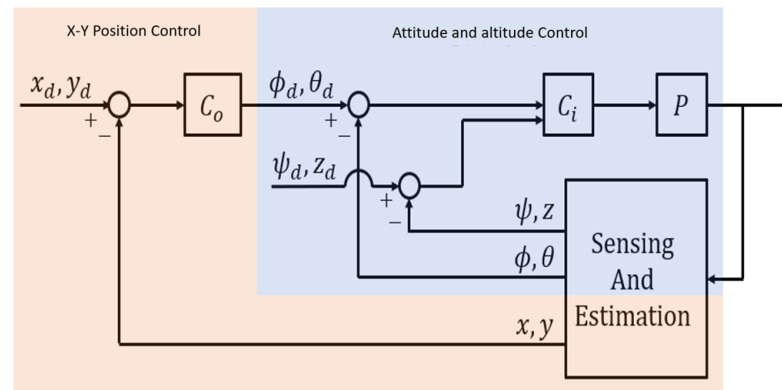 X-Y Position Control
Attitude and altitude Control
x_d, y_d
+
−
C_o
ϕ_d, θ_d
+
−
C_i
P
ψ_d, z_d
+
−
ψ, z
ϕ, θ
x, y
Sensing
And
Estimation